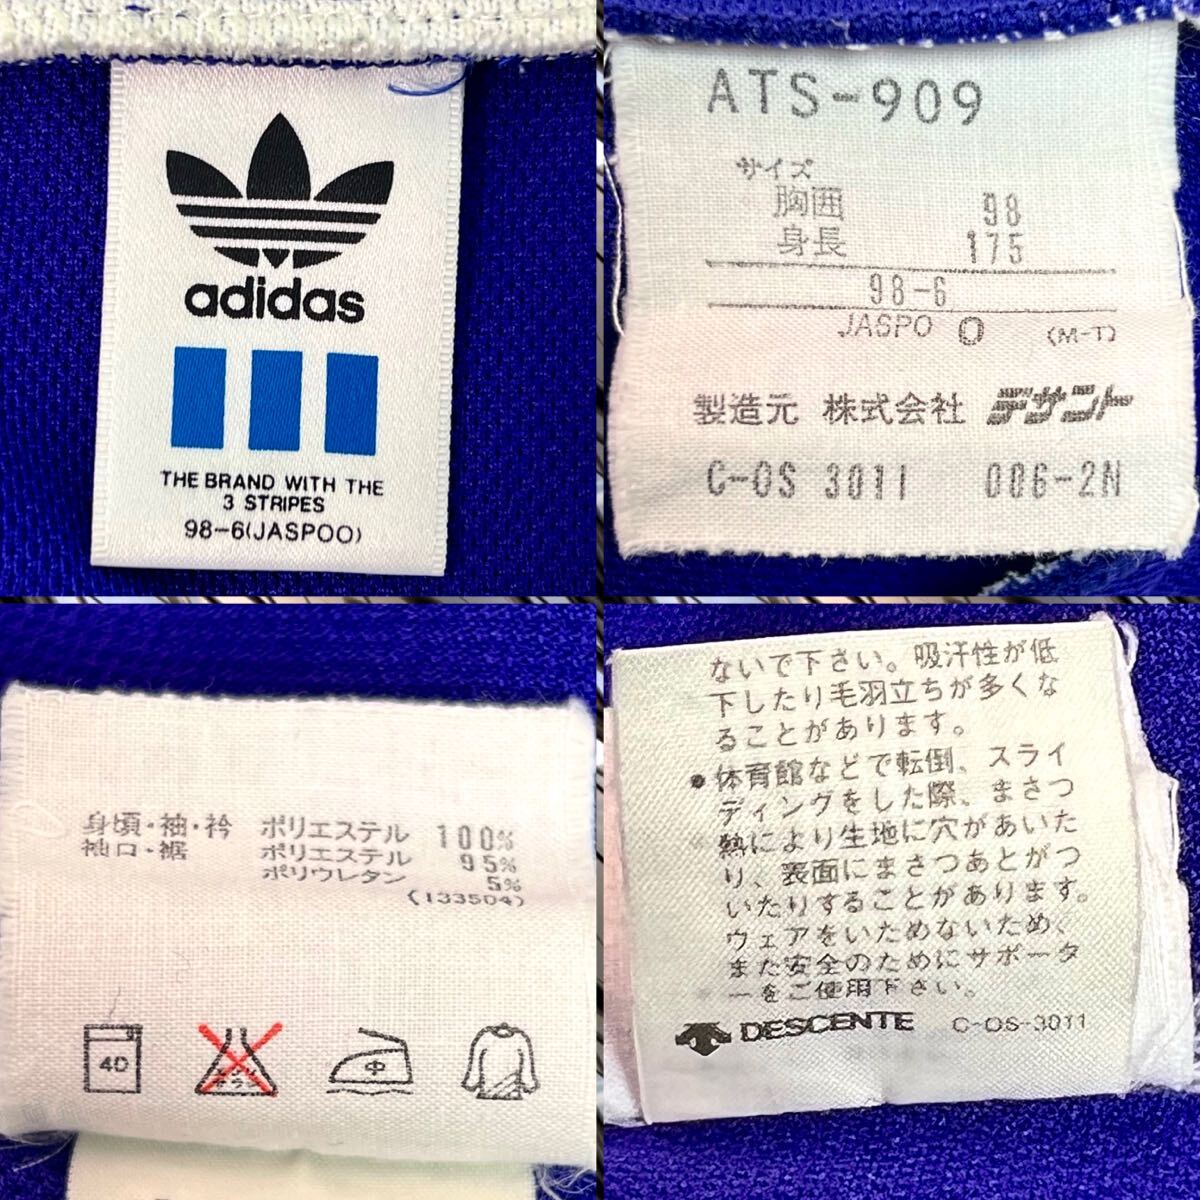 adidas
THE BRAND WITH THE
3 STRIPES
98-6(JASPOO)
ATS-909
サイズ
胸囲 98
身長 175
98-6
JASPO O (M-T)
製造元 株式会社 デサント
C-OS 3011 006-2N
身頃・袖・衿 ポリエステル 100%
袖口・裾 ポリエステル 95%
ポリウレタン 5%
(133504)
40
エンソ
サラシ
中
ないで下さい。吸汗性が低
下したり毛羽立ちが多くな
ることがあります。
●体育館などで転倒、スライ
ディングをした際、まさつ
熱により生地に穴があいた
り、表面にまさつあとがつ
いたりすることがあります。
ウェアをいためないため、
また安全のためにサポータ
ーをご使用下さい。
DESCENTE C-OS-3011